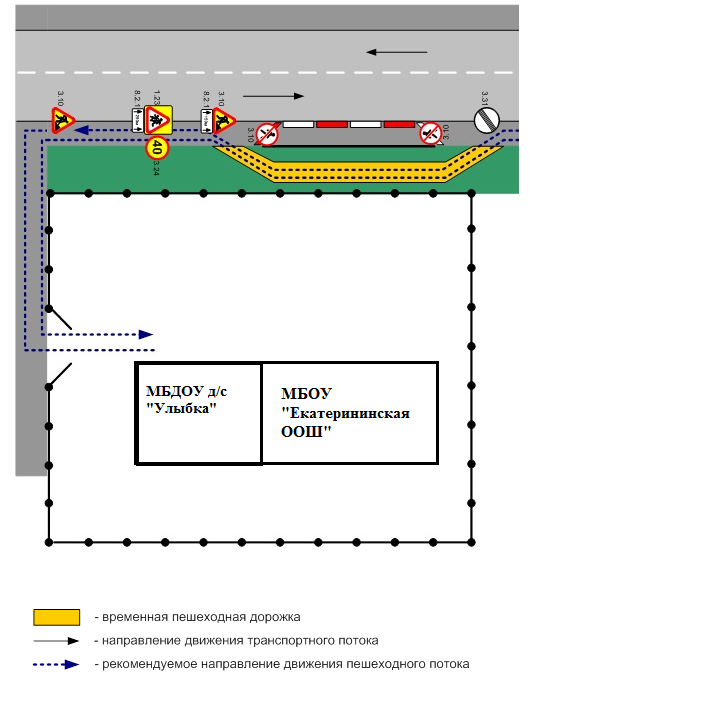 3.10
8.2.1
1.23
8.2.1
3.10
3.31
40
3.24
3.10
3.10
МБДОУ д/с
"Улыбка"
МБОУ
"Екатерининская
ООШ"
- временная пешеходная дорожка
- направление движения транспортного потока
- рекомендуемое направление движения пешеходного потока